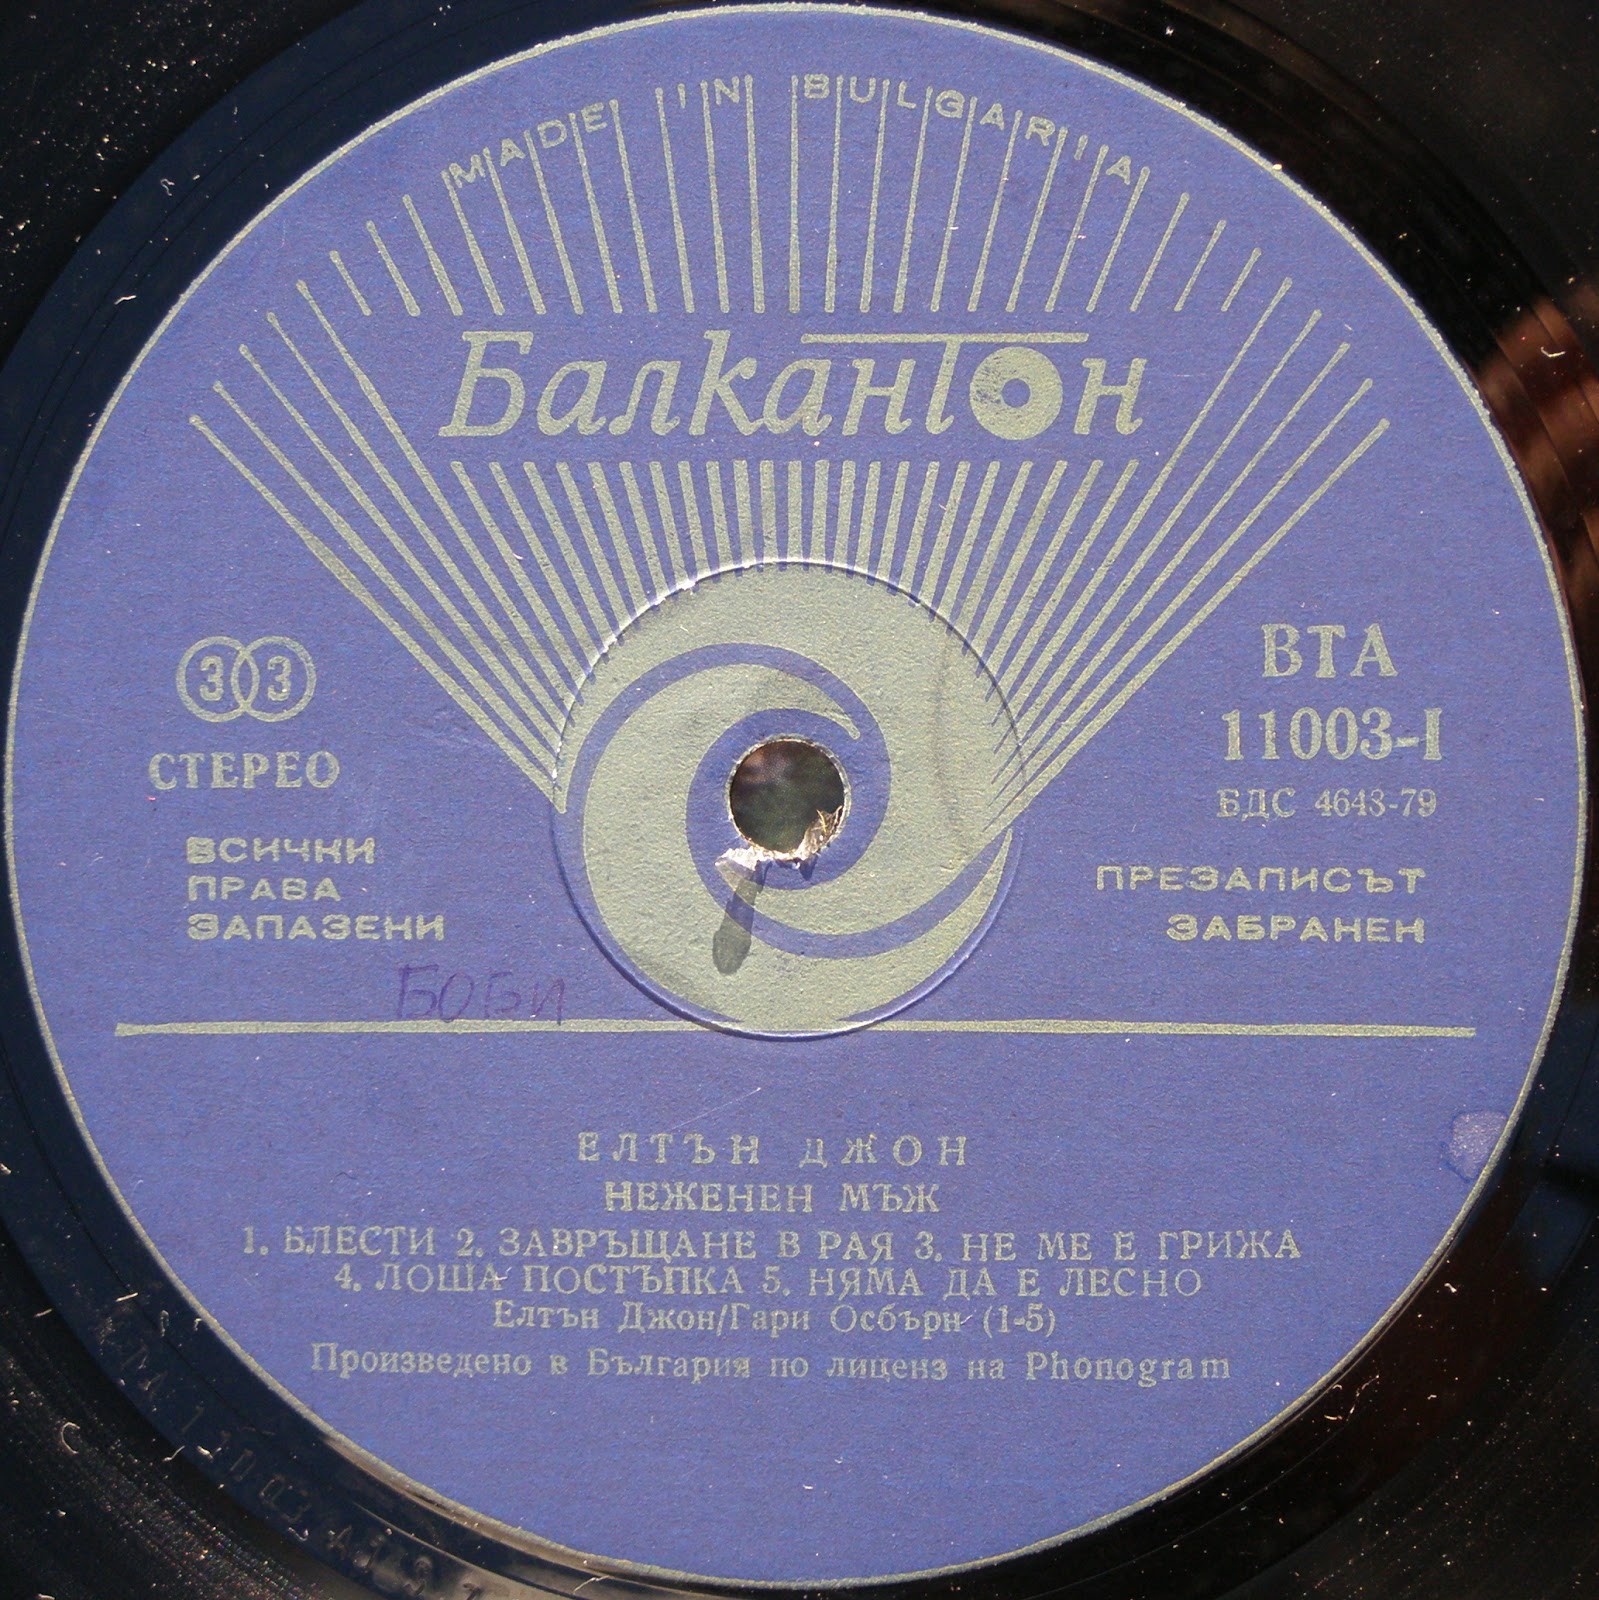 MADE IN BULGARIA
Балкантон
33
СТЕРЕО
ВСИЧКИ
ПРАВА
ЗАПАЗЕНИ
ВТА
11003-I
БДС 4643-79
ПРЕЗАПИСЪТ
ЗАБРАНЕН
БОБИ
ЕЛТЪН ДЖОН
НЕЖЕНЕН МЪЖ
1. БЛЕСТИ 2. ЗАВРЪЩАНЕ В РАЯ 3. НЕ МЕ Е ГРИЖА
4. ЛОША ПОСТЪПКА 5. НЯМА ДА Е ЛЕСНО
Елтън Джон/Гари Осбърн (1-5)
Произведено в България по лиценз на Phonogram